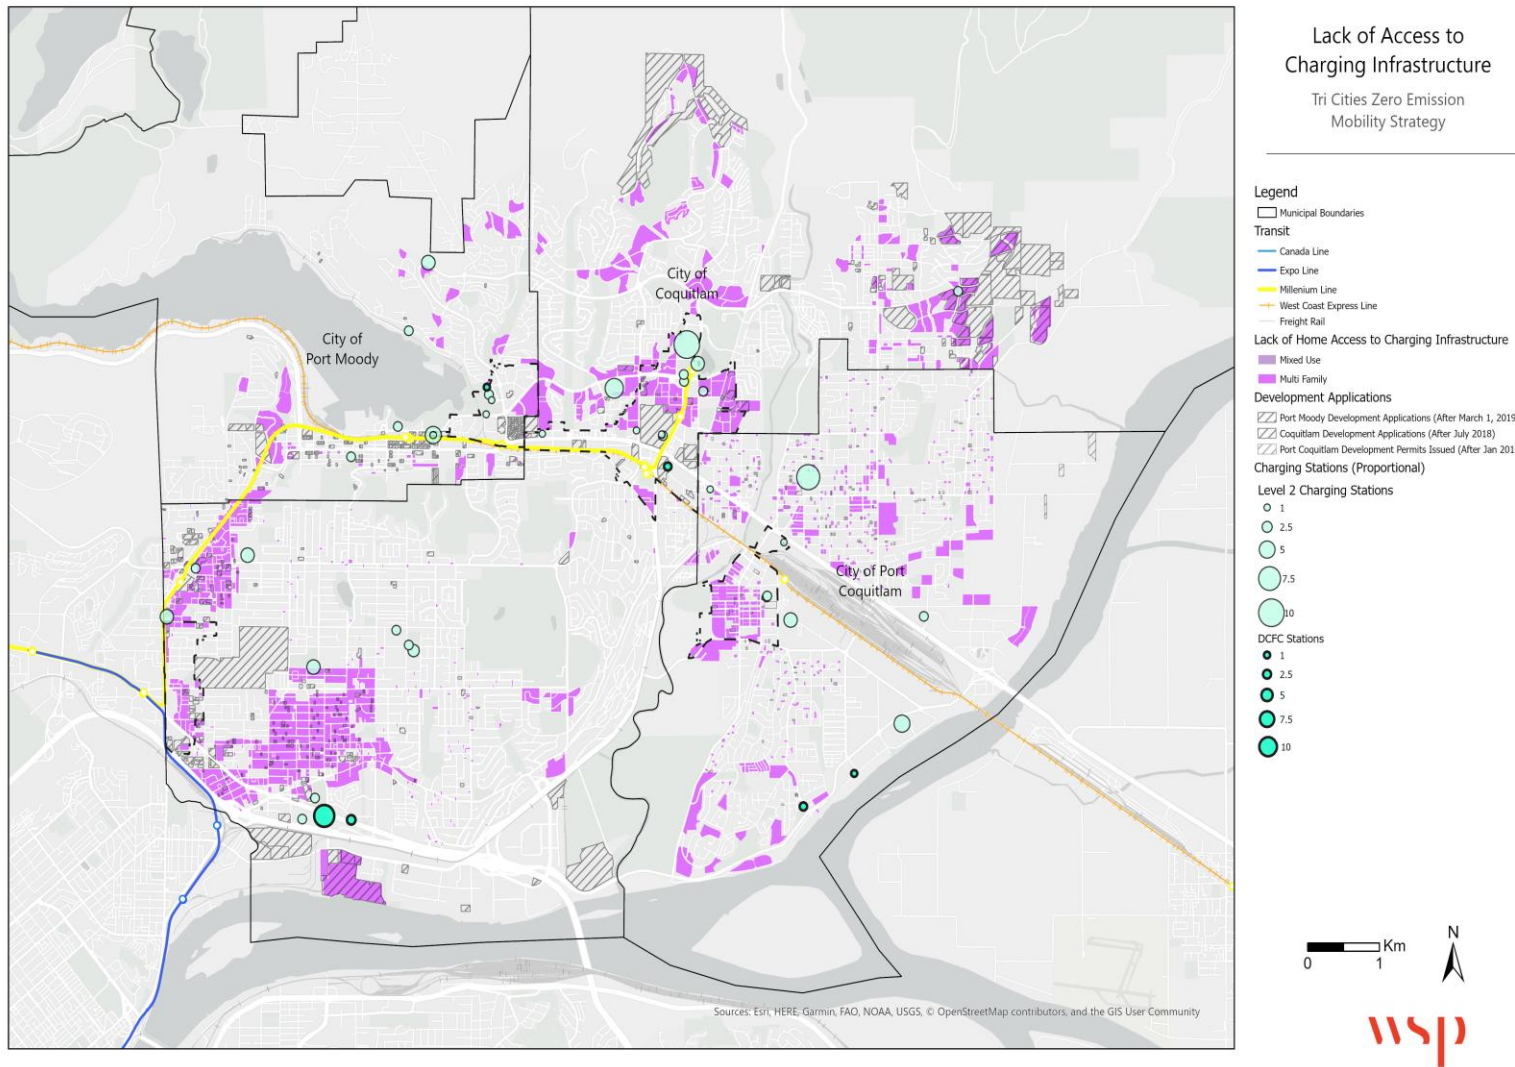 Lack of Access to
Charging Infrastructure
Tri Cities Zero Emission
Mobility Strategy
Legend
Municipal Boundaries
Transit
Canada Line
Expo Line
Millenium Line
West Coast Express Line
Freight Rail
Lack of Home Access to Charging Infrastructure
Mixed Use
Multi Family
Development Applications
Port Moody Development Applications (After March 1, 2019
Coquitlam Development Applications (After July 2018)
Port Coquitlam Development Permits Issued (After Jan 201
Charging Stations (Proportional)
Level 2 Charging Stations
1
2.5
5
7.5
10
DCFC Stations
1
2.5
5
7.5
10
City of
Coquitlam
City of
Port Moody
City of Port
Coquitlam
Km
0 1
N
Sources: Esri, HERE, Garmin, FAO, NOAA, USGS, © OpenStreetMap contributors, and the GIS User Community
wsp